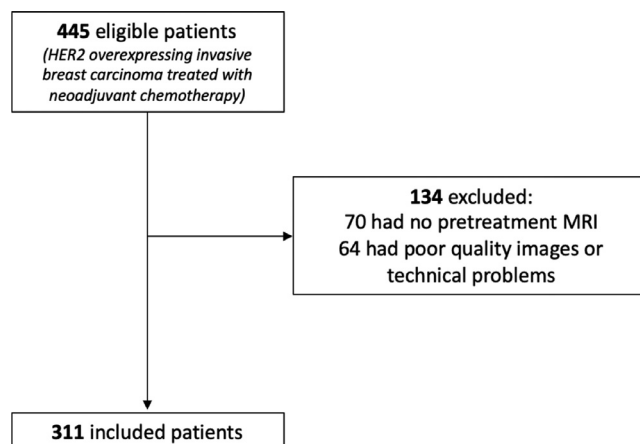 445 eligible patients
(HER2 overexpressing invasive
breast carcinoma treated with
neoadjuvant chemotherapy)
134 excluded:
70 had no pretreatment MRI
64 had poor quality images or
technical problems
311 included patients